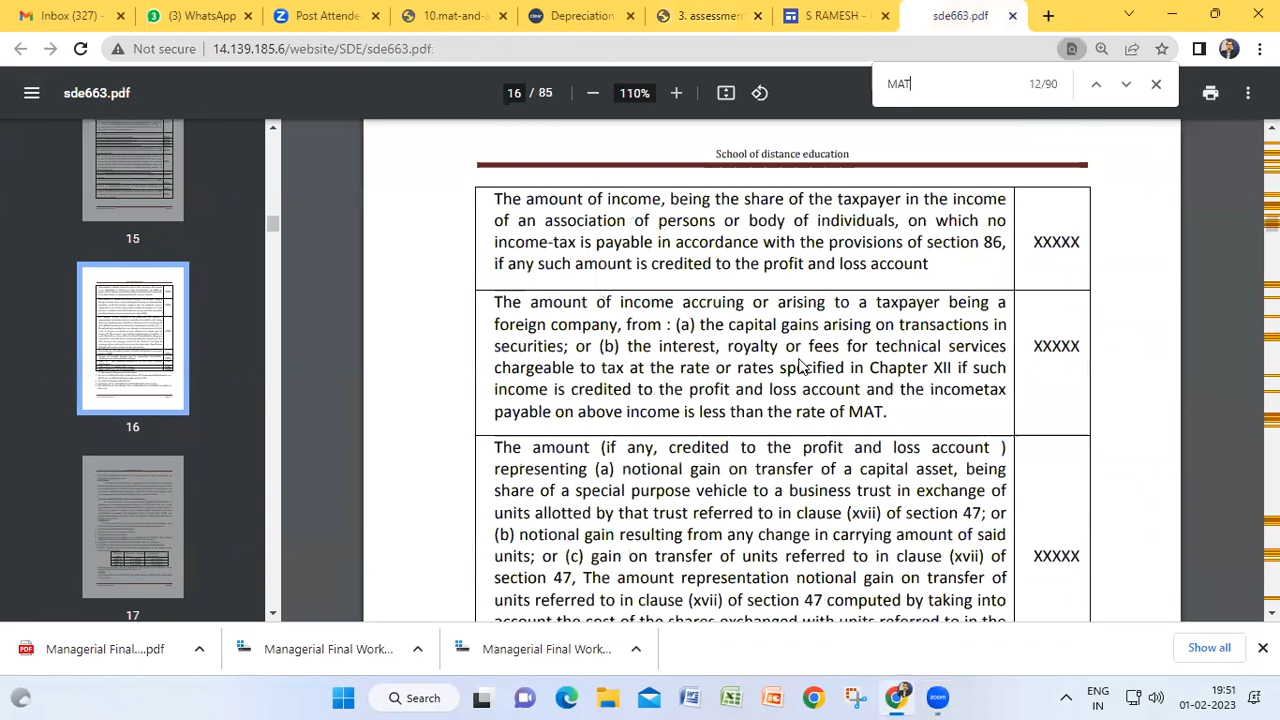 Inbox (327) -
(3) WhatsApp
Post Attende
10.mat-and-a
Depreciation
3. assessmen
S RAMESH -
sde663.pdf
Not secure
14.139.185.6/website/SDE/sde663.pdf
sde663.pdf
16 / 85
110%
MAT
12/90
School of distance education
The amount of income, being the share of the taxpayer in the income
of an association of persons or body of individuals, on which no
income-tax is payable in accordance with the provisions of section 86,
if any such amount is credited to the profit and loss account
XXXXX
The amount of income accruing or arising to a taxpayer being a
foreign company, from : (a) the capital gains arising on transactions in
securities; or (b) the interest, royalty or fees for technical services
chargeable to tax at the rate or rates specified in Chapter XII if such
income is credited to the profit and loss account and the incometax
payable on above income is less than the rate of MAT.
XXXXX
The amount (if any, credited to the profit and loss account )
representing (a) notional gain on transfer of a capital asset, being
share of a special purpose vehicle to a business trust in exchange of
units allotted by that trust referred to in clause (xvii) of section 47; or
(b) notional gain resulting from any change in carrying amount of said
units; or (c) gain on transfer of units referred to in clause (xvii) of
section 47, The amount representation notional gain on transfer of
units referred to in clause (xvii) of section 47 computed by taking into
account the cost of the shares exchanged with units referred to in the
XXXXX
15
16
17
Managerial Final....pdf
Managerial Final Work...
Managerial Final Work...
Show all
Search
ENG
IN
19:51
01-02-2023
zoom